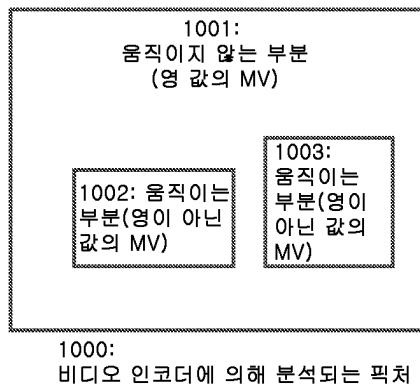 1001:
움직이지 않는 부분
(영 값의 MV)
1002: 움직이는
부분(영이 아닌
값의 MV)
1003:
움직이는
부분(영이
아닌 값의
MV)
1000:
비디오 인코더에 의해 분석되는 픽처